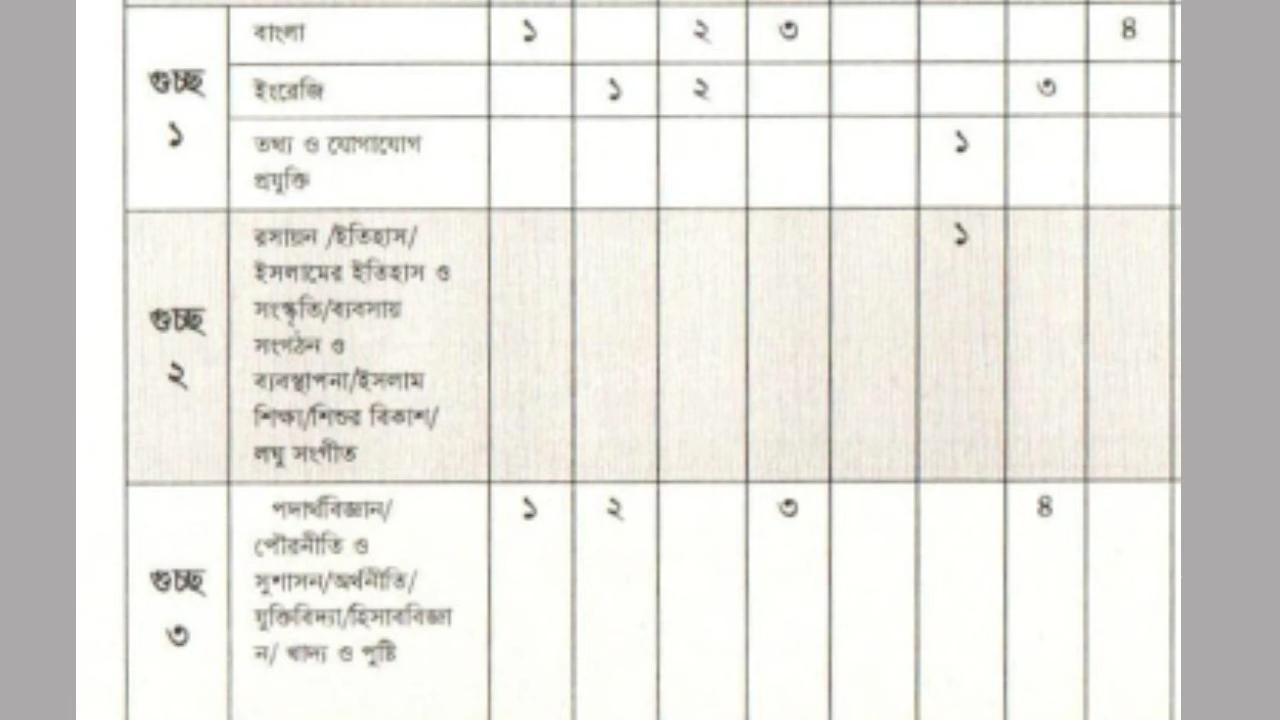 গুচ্ছ
১
বাংলা ১ ২ ৩ ৪
ইংরেজি ১ ২ ৩
তথ্য ও যোগাযোগ ১
প্রযুক্তি
গুচ্ছ
২
রসায়ন /ইতিহাস/ ১
ইসলামের ইতিহাস ও
সংস্কৃতি/ব্যবসায়
সংগঠন ও
ব্যবস্থাপনা/ইসলাম
শিক্ষা/শিশুর বিকাশ/
লঘু সংগীত
গুচ্ছ
৩
পদার্থবিজ্ঞান/ ১ ২ ৩ ৪
পৌরনীতি ও
সুশাসন/অর্থনীতি/
যুক্তিবিদ্যা/হিসাববিজ্ঞা
ন/ খাদ্য ও পুষ্টি